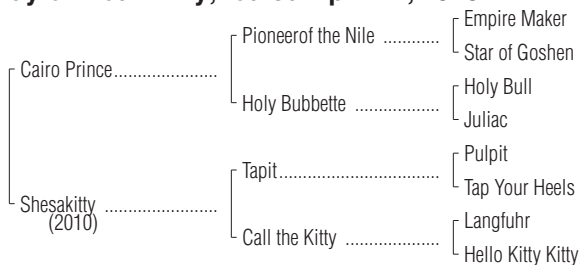 Empire Maker
Pioneerof the Nile ............
Star of Goshen
Cairo Prince.....................
Holy Bull
Holy Bubbette .................
Juliac
Pulpit
Tapit................................
Tap Your Heels
Shesakitty ......................
(2010)
Langfuhr
Call the Kitty ...................
Hello Kitty Kitty